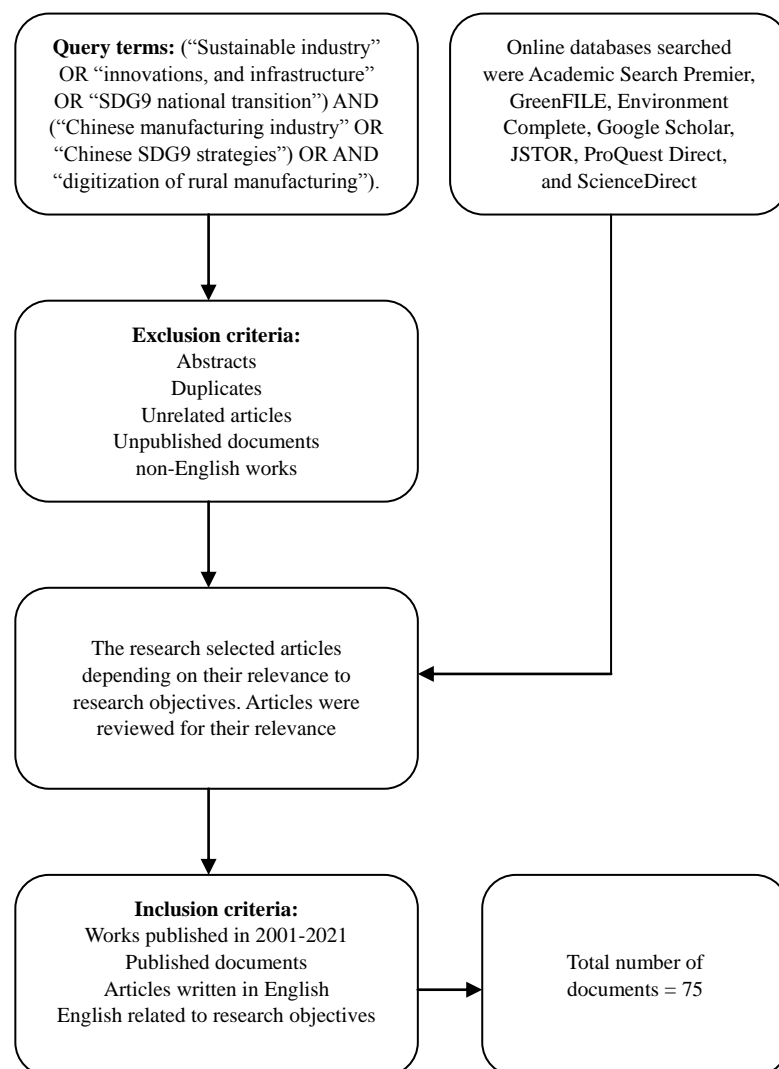 Query terms: (“Sustainable industry”
OR “innovations, and infrastructure”
OR “SDG9 national transition”) AND
(“Chinese manufacturing industry” OR
“Chinese SDG9 strategies”) OR AND
“digitization of rural manufacturing”).
Online databases searched
were Academic Search Premier,
GreenFILE, Environment
Complete, Google Scholar,
JSTOR, ProQuest Direct,
and ScienceDirect
Exclusion criteria:
Abstracts
Duplicates
Unrelated articles
Unpublished documents
non-English works
The research selected articles
depending on their relevance to
research objectives. Articles were
reviewed for their relevance
Inclusion criteria:
Works published in 2001-2021
Published documents
Articles written in English
English related to research objectives
Total number of
documents = 75